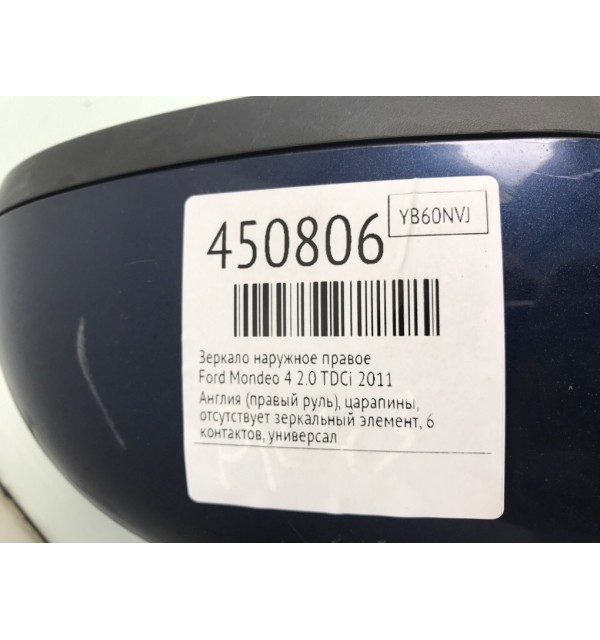 450806
YB60NVJ
Зеркало наружное правое
Ford Mondeo 4 2.0 TDCi 2011
Англия (правый руль), царапины,
отсутствует зеркальный элемент, 6
контактов, универсал